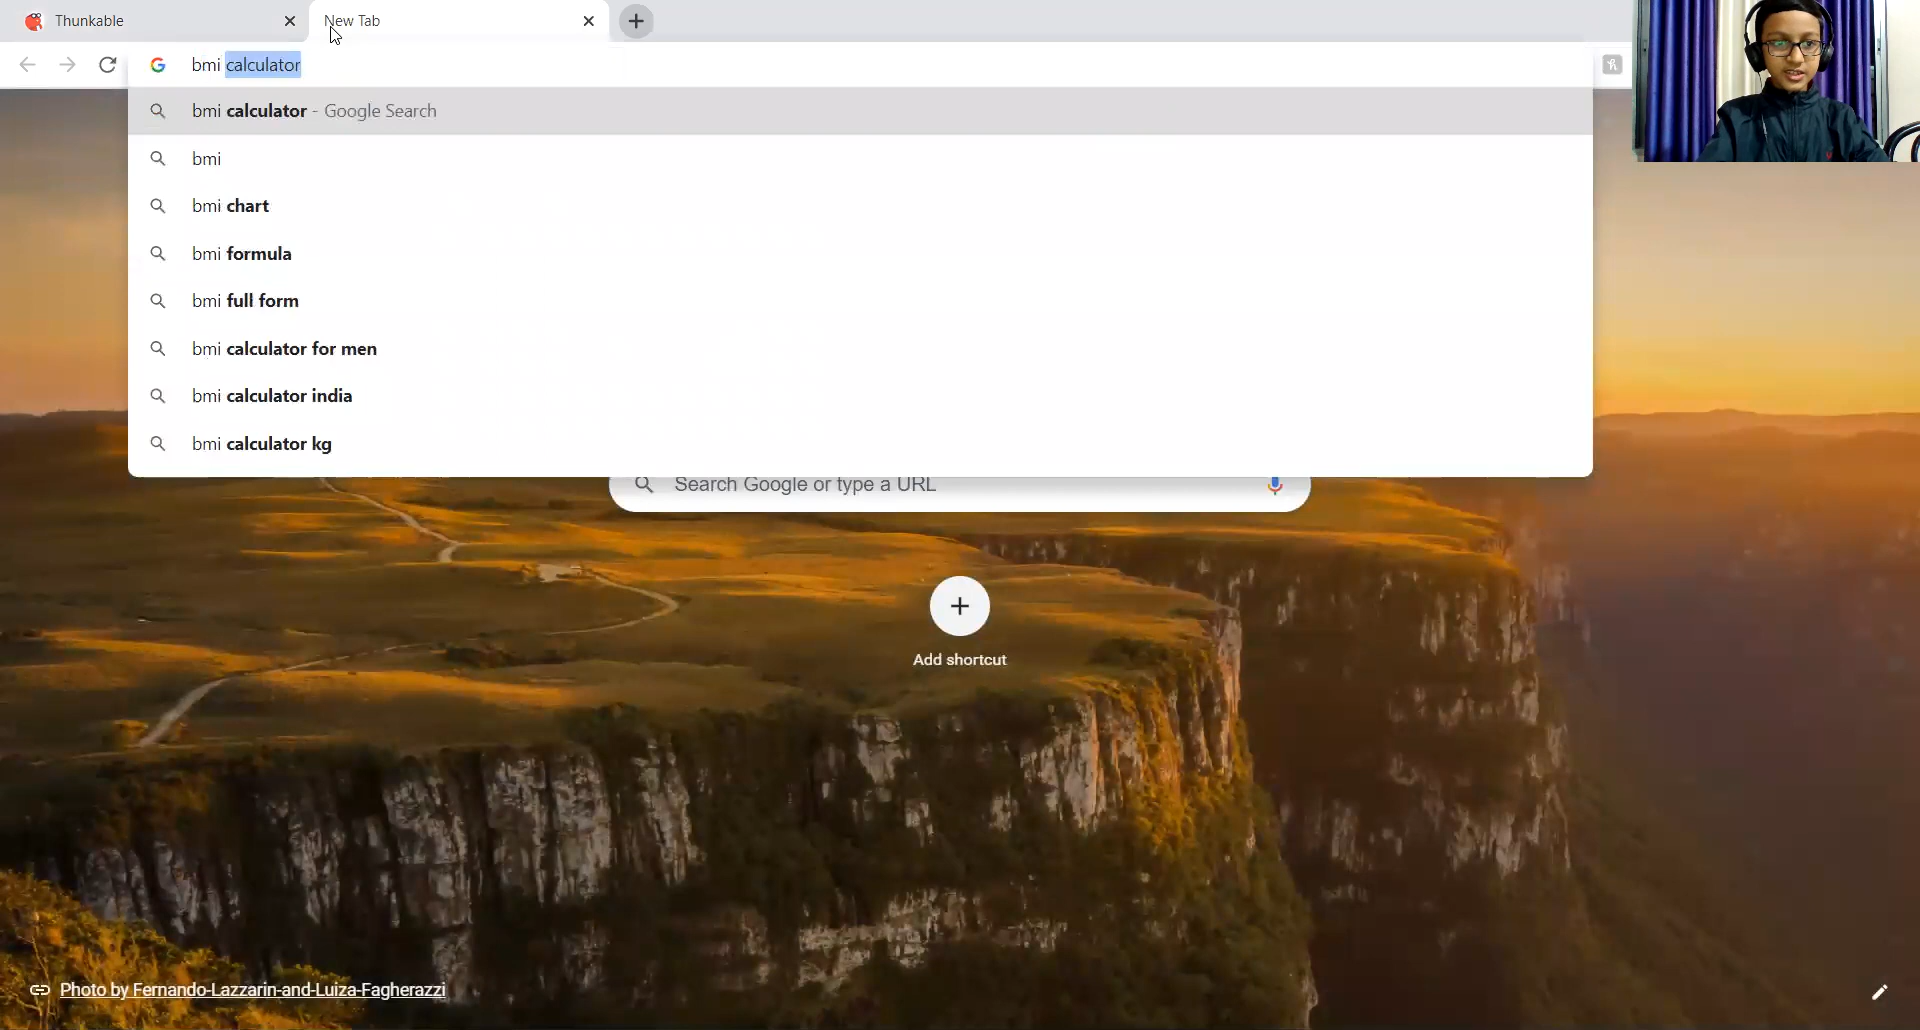 Thunkable
New Tab
bmi calculator
bmi calculator - Google Search
bmi
bmi chart
bmi formula
bmi full form
bmi calculator for men
bmi calculator india
bmi calculator kg
Search Google or type a URL
Add shortcut
Photo by Fernando-Lazzarin-and-Luiza-Fagherazzi